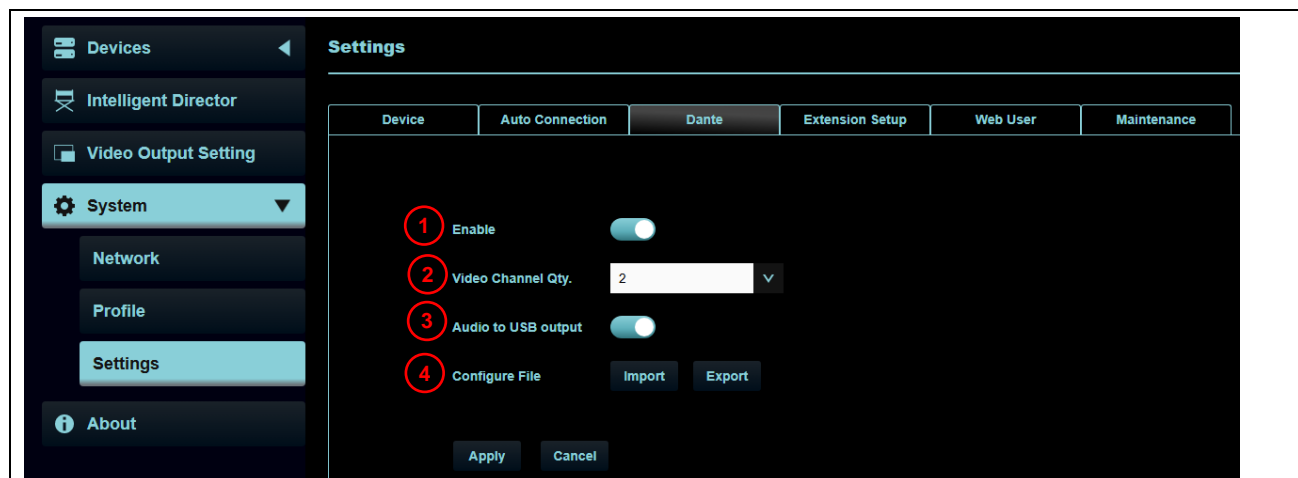 Devices
Intelligent Director
Video Output Setting
System
Network
Profile
Settings
About
Settings
Device Auto Connection Dante Extension Setup Web User Maintenance
1 Enable
2 Video Channel Qty. 2
3 Audio to USB output
4 Configure File Import Export
Apply Cancel